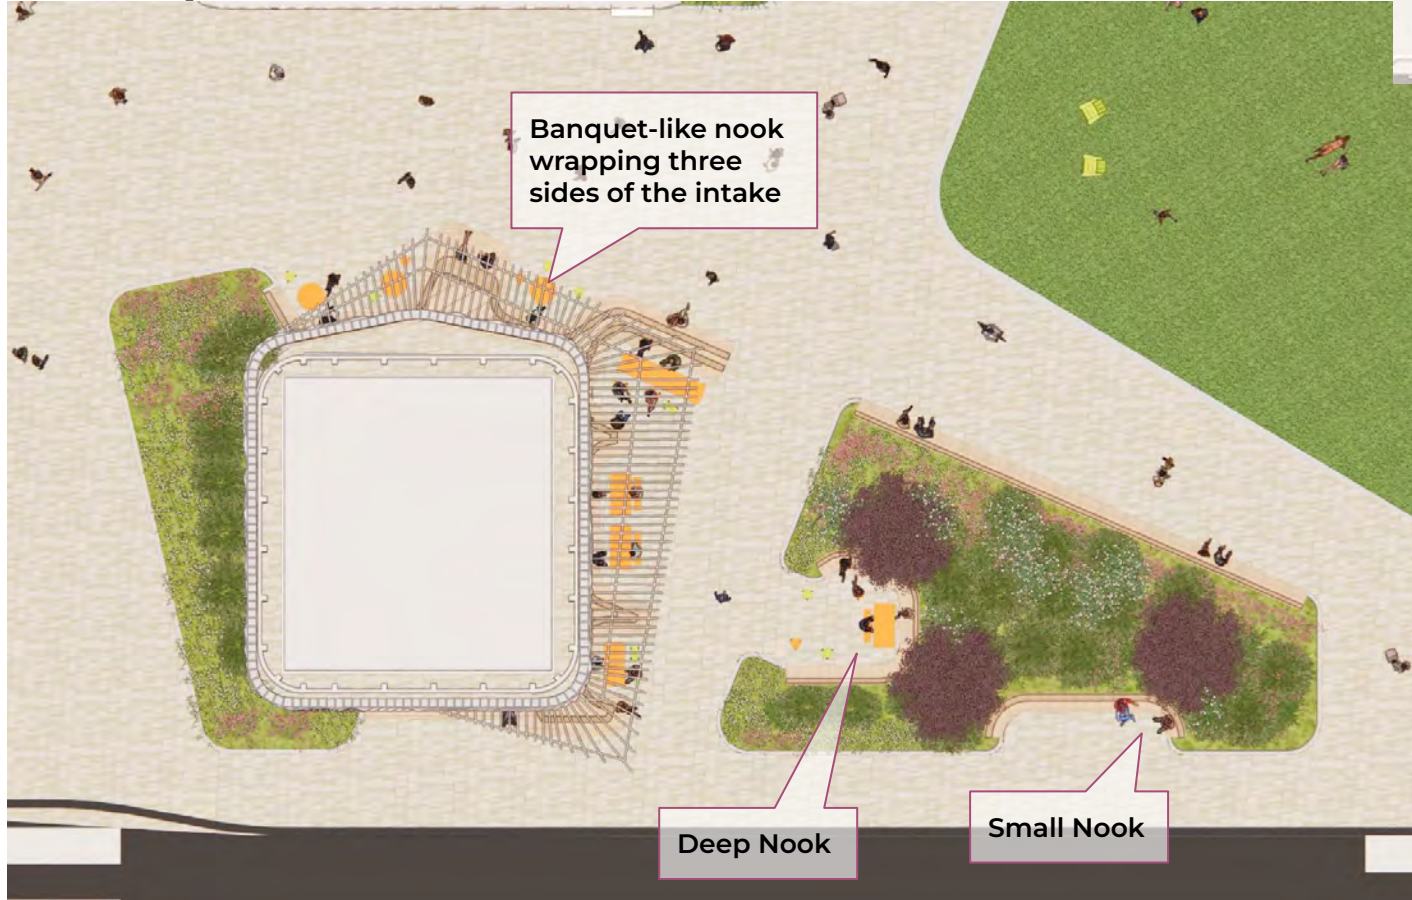 Banquet-like nook
wrapping three
sides of the intake
Deep Nook
Small Nook